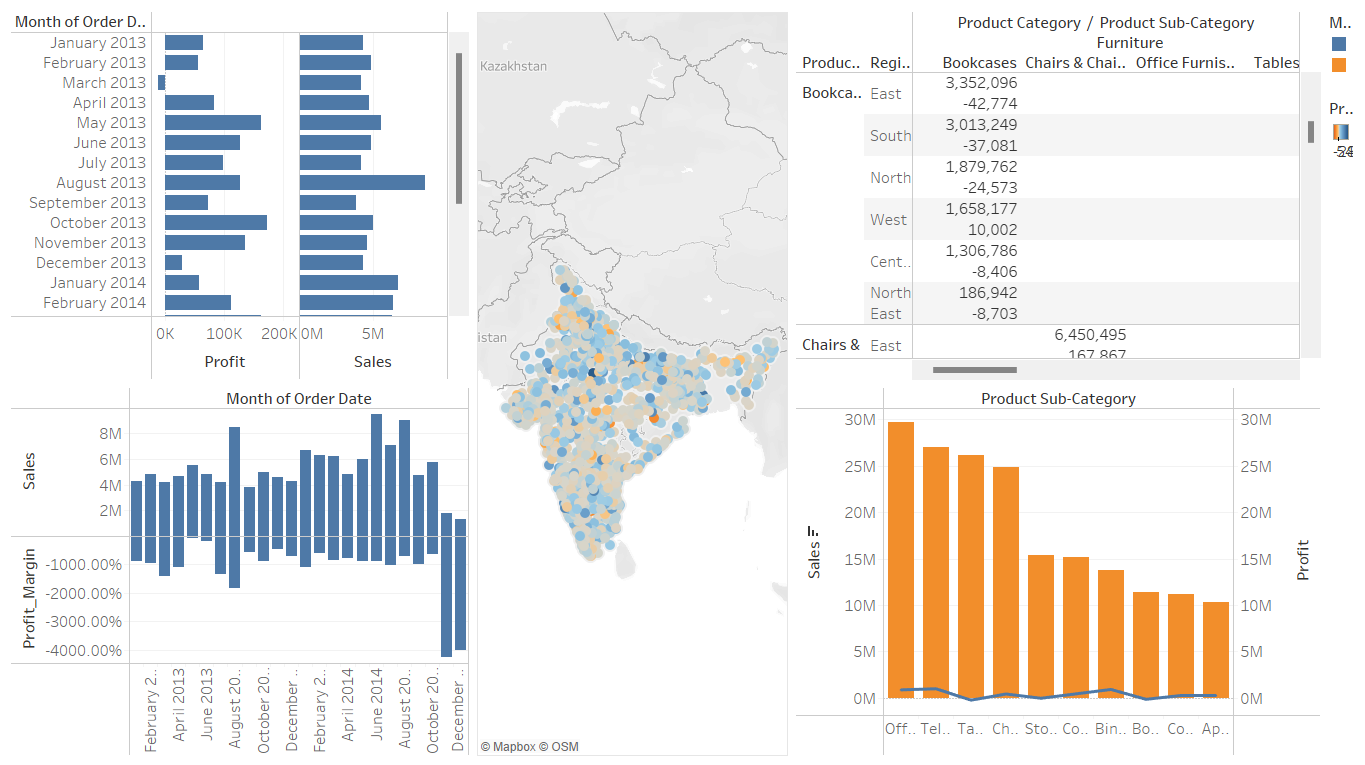 Month of Order D..
January 2013
February 2013
March 2013
April 2013
May 2013
June 2013
July 2013
August 2013
September 2013
October 2013
November 2013
December 2013
January 2014
February 2014
0K 100K 200K 0M 5M
Profit Sales
Month of Order Date
Sales
8M
6M
4M
2M
Profit_Margin
-1000.00%
-2000.00%
-3000.00%
-4000.00%
February 2..
April 2013
June 2013
August 20..
October 20..
December ..
February 2..
April 2014
June 2014
August 20..
October 20..
December ..
Kazakhstan
istan
© Mapbox © OSM
Product Category / Product Sub-Category
Furniture
Produc.. Regi.. Bookcases Chairs & Chai.. Office Furnis.. Tables
Bookca.. East 3,352,096
-42,774
South 3,013,249
-37,081
North 1,879,762
-24,573
West 1,658,177
10,002
Cent.. 1,306,786
-8,406
North 186,942
East -8,703
Chairs & East 6,450,495
167,867
M..
Pr..
Product Sub-Category
Sales
30M
25M
20M
15M
10M
5M
0M
30M
25M
20M
15M
10M
5M
0M
Profit
Off.. Tel.. Ta.. Ch.. Sto.. Co.. Bin.. Bo.. Co.. Ap..